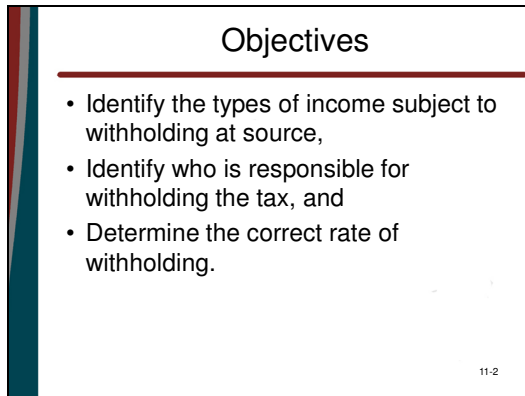 Objectives
• Identify the types of income subject to
withholding at source,
• Identify who is responsible for
withholding the tax, and
• Determine the correct rate of
withholding.
11-2